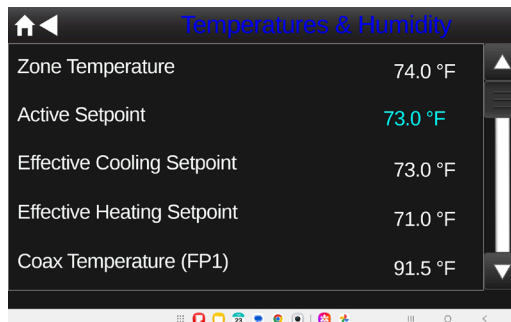 Temperatures & Humidity
Zone Temperature 74.0 °F
Active Setpoint 73.0 °F
Effective Cooling Setpoint 73.0 °F
Effective Heating Setpoint 71.0 °F
Coax Temperature (FP1) 91.5 °F
23